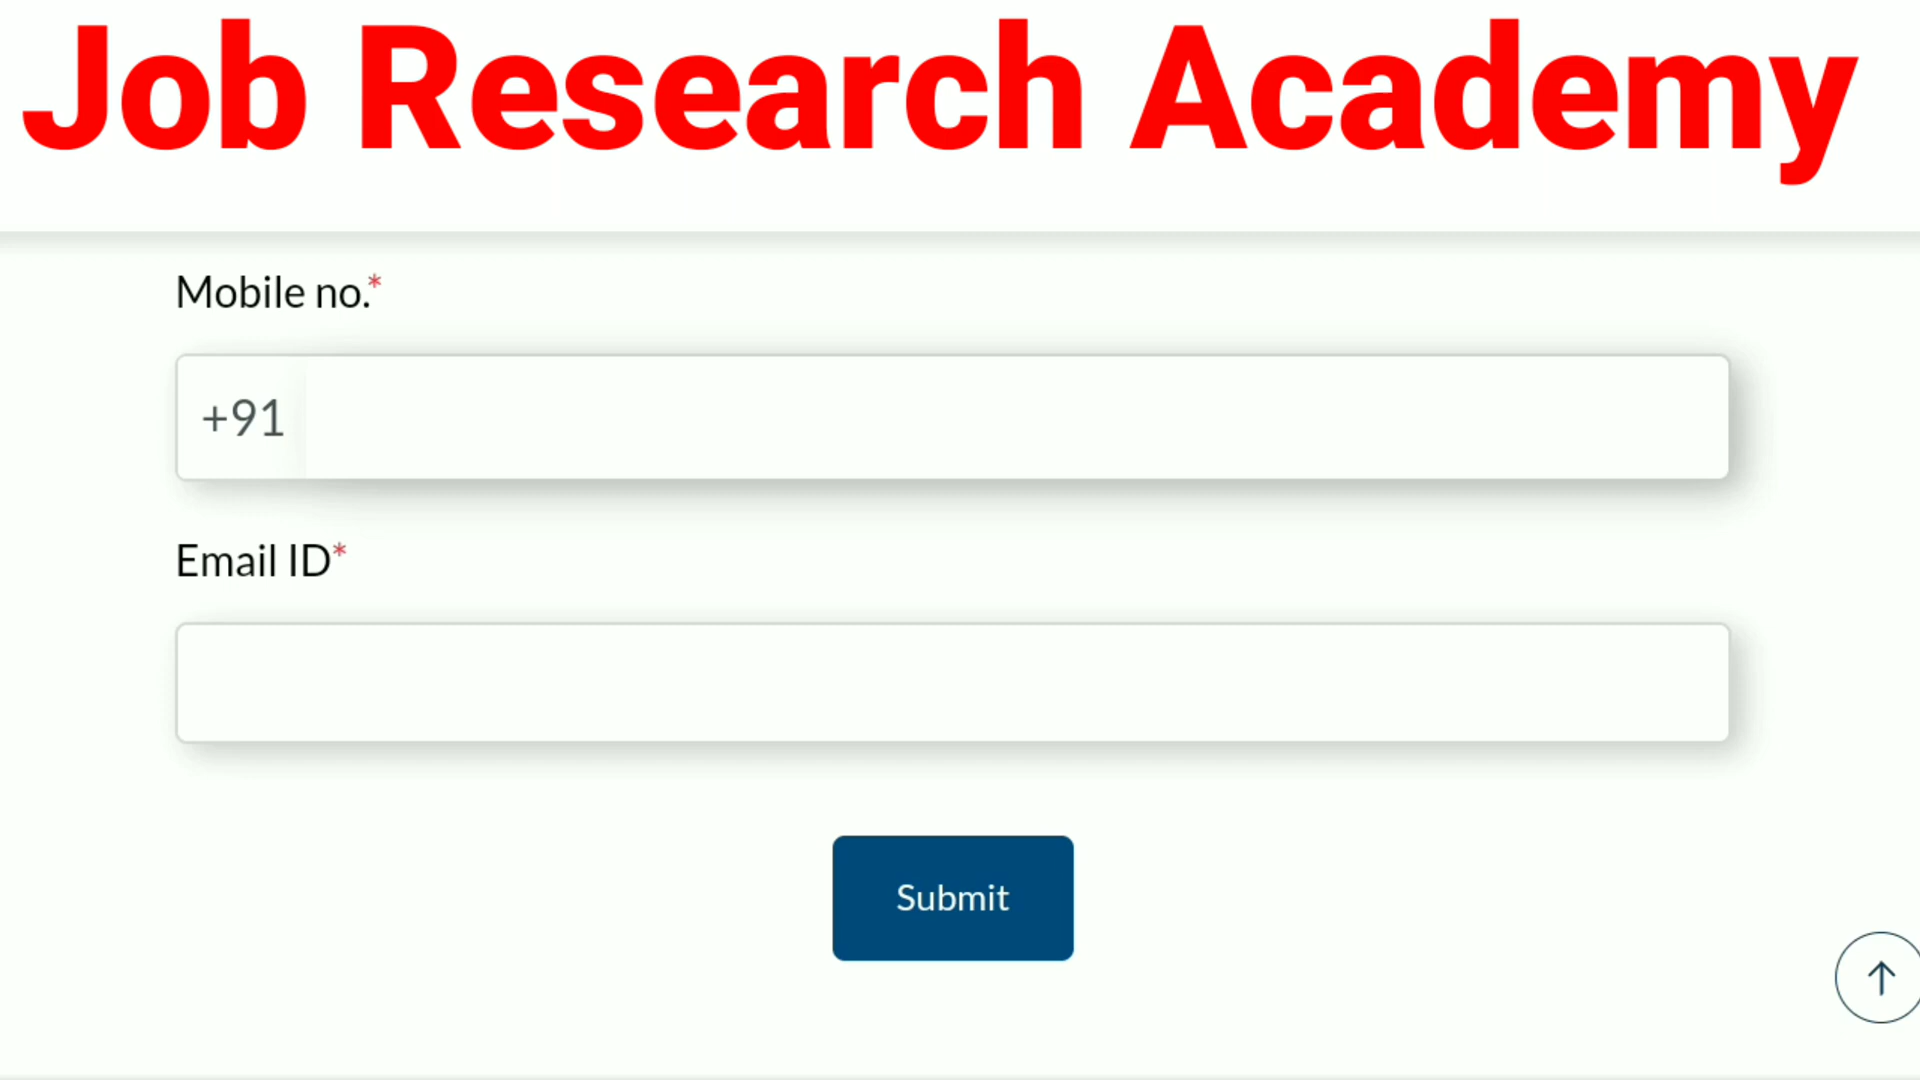 Job Research Academy
Mobile no.*
+91
Email ID*
Submit